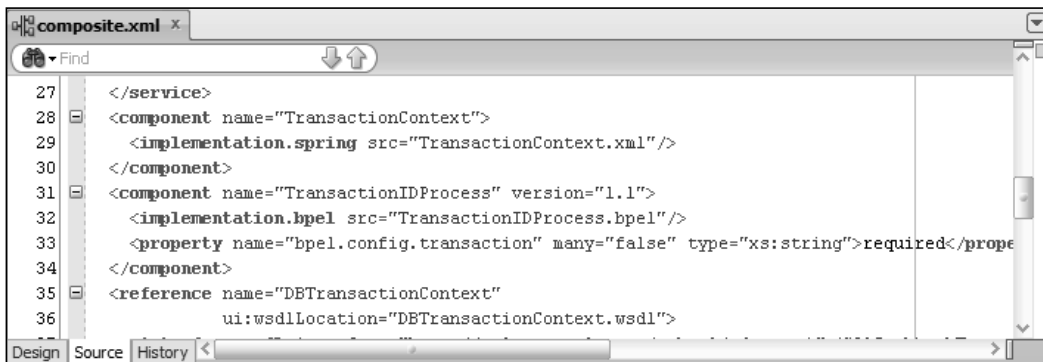 composite.xml x
Find
27 </service>
28 <component name="TransactionContext">
29 <implementation.spring src="TransactionContext.xml"/>
30 </component>
31 <component name="TransactionIDProcess" version="1.1">
32 <implementation.bpel src="TransactionIDProcess.bpel"/>
33 <property name="bpel.config.transaction" many="false" type="xs:string">required</prope
34 </component>
35 <reference name="DBTransactionContext"
36 ui:wsdlLocation="DBTransactionContext.wsdl">
Design Source History